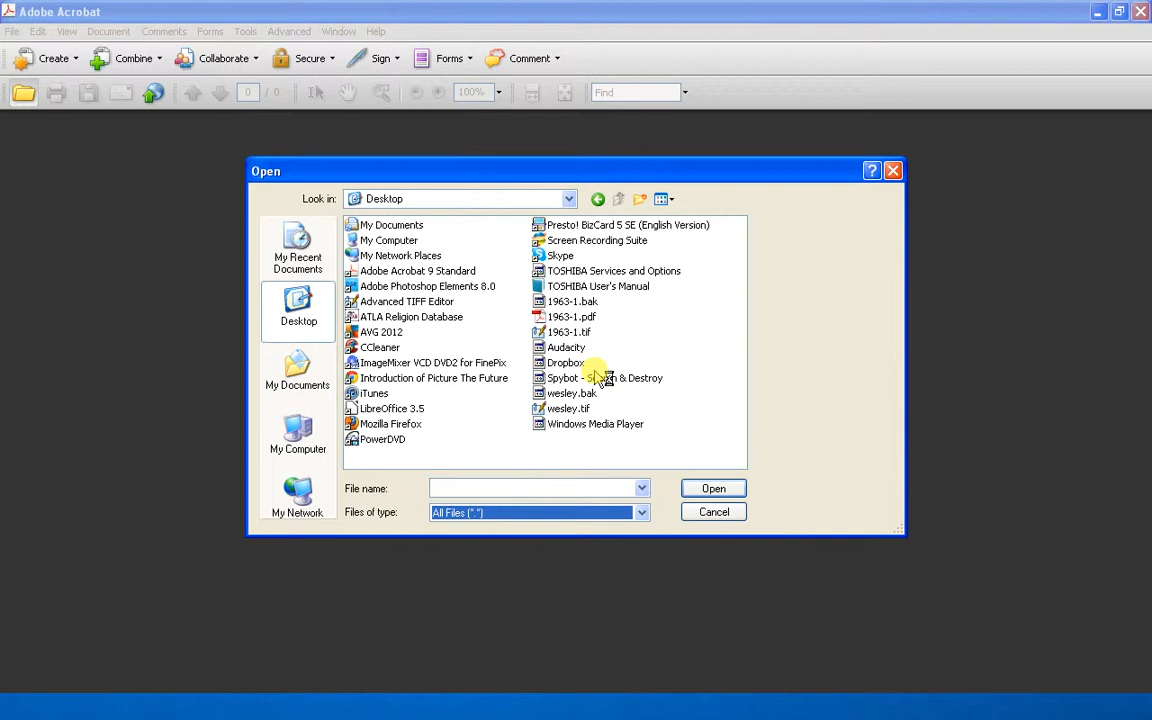 Adobe Acrobat
File Edit View Document Comments Forms Tools Advanced Window Help
Create Combine Collaborate Secure Sign Forms Comment
0 / 0 100% Find
Open
Look in: Desktop
My Recent Documents
Desktop
My Documents
My Computer
My Network
My Documents
My Computer
My Network Places
Adobe Acrobat 9 Standard
Adobe Photoshop Elements 8.0
Advanced TIFF Editor
ATLA Religion Database
AVG 2012
CCleaner
ImageMixer VCD DVD2 for FinePix
Introduction of Picture The Future
iTunes
LibreOffice 3.5
Mozilla Firefox
PowerDVD
Presto! BizCard 5 SE (English Version)
Screen Recording Suite
Skype
TOSHIBA Services and Options
TOSHIBA User's Manual
1963-1.bak
1963-1.pdf
1963-1.tif
Audacity
Dropbox
Spybot - Search & Destroy
wesley.bak
wesley.tif
Windows Media Player
File name: Open
Files of type: All Files (*.*) Cancel